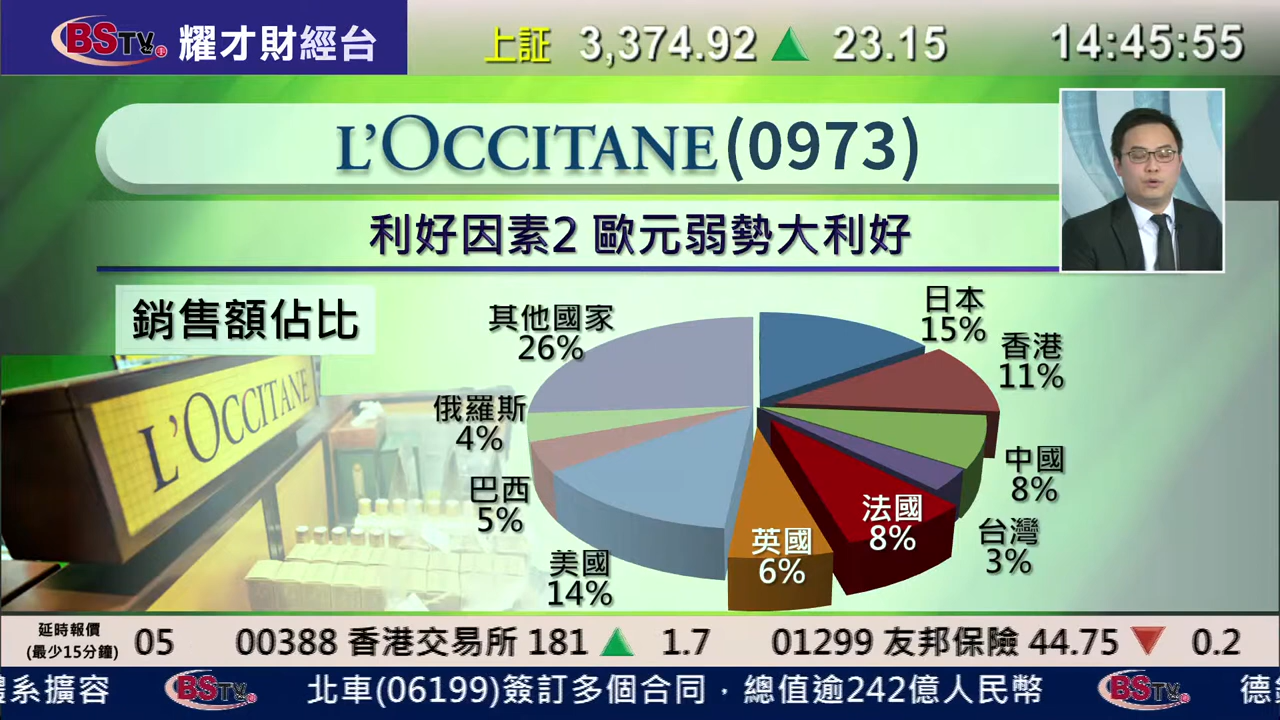 BSTV 耀才財經台
上証 3,374.92 ▲ 23.15
14:45:55
L'OCCITANE (0973)
利好因素2 歐元弱勢大利好
銷售額佔比
日本
15%
香港
11%
中國
8%
台灣
3%
法國
8%
英國
6%
美國
14%
巴西
5%
俄羅斯
4%
其他國家
26%
L'OCCITANE
延時報價
(最少15分鐘)
05 00388 香港交易所 181 ▲ 1.7 01299 友邦保險 44.75 ▼ 0.2
系擴容 BSTV 北車(06199)簽訂多個合同，總值逾242億人民幣 BSTV 德